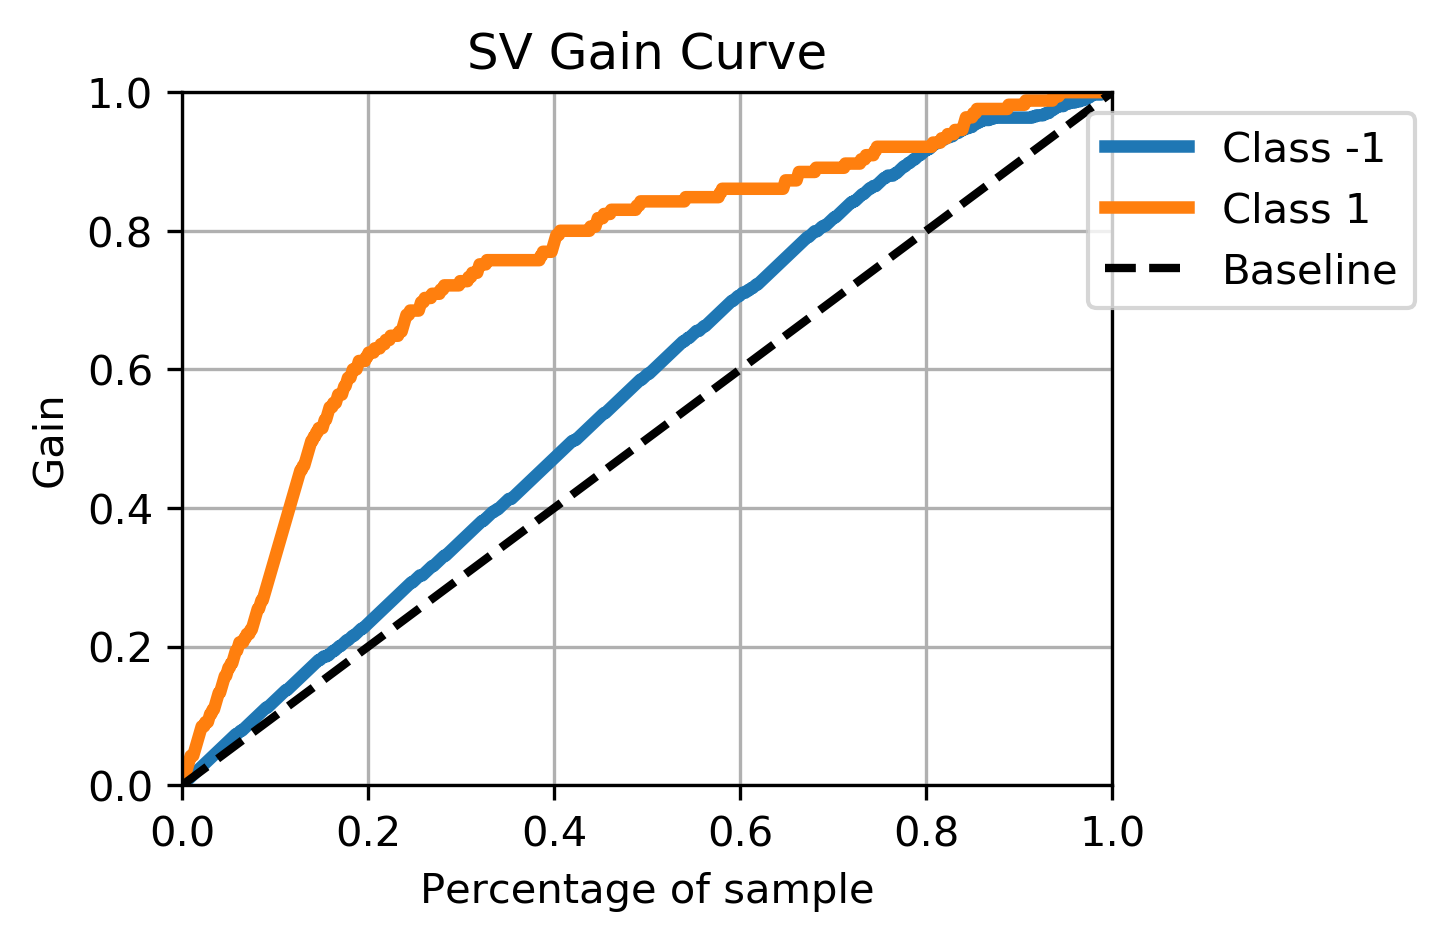 SV Gain Curve
1.0
0.8
0.6
0.4
0.2
0.0
Gain
0.0 0.2 0.4 0.6 0.8 1.0
Percentage of sample
Class -1
Class 1
Baseline